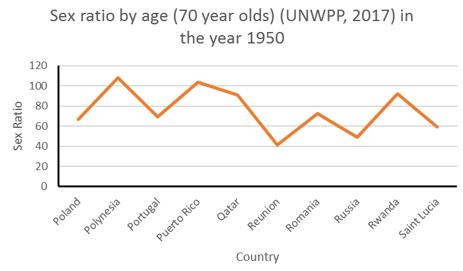 Sex ratio by age (70 year olds) (UNWPP, 2017) in
the year 1950
120
100
80
60
40
20
0
Sex Ratio
Poland
Polynesia
Portugal
Puerto Rico
Qatar
Reunion
Romania
Russia
Rwanda
Saint Lucia
Country